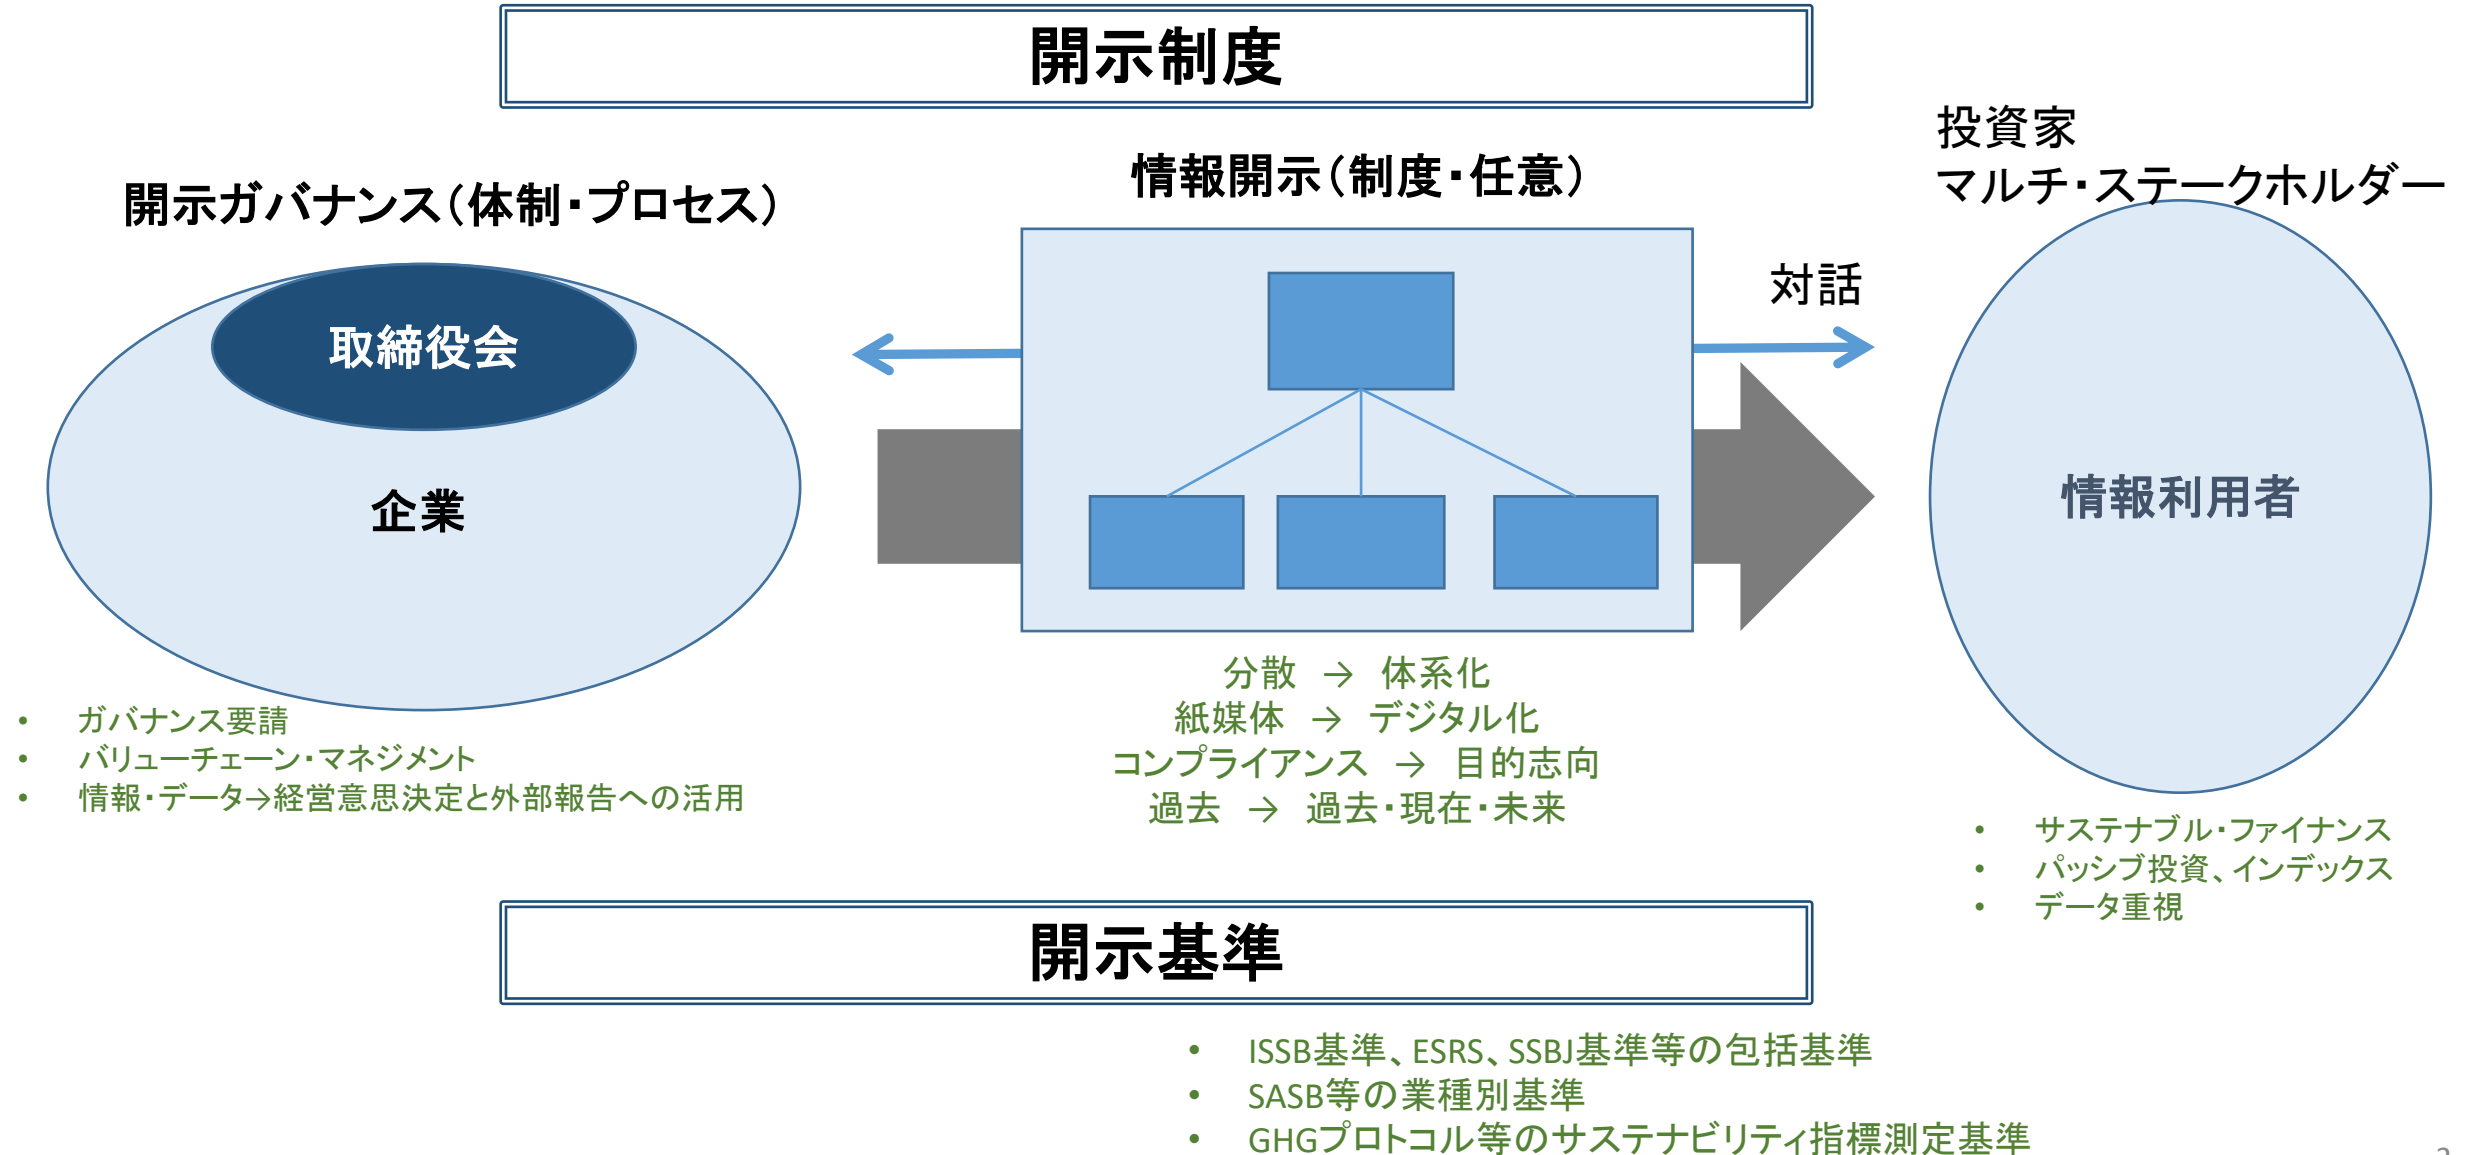 開示制度
投資家
マルチ・ステークホルダー
情報開示（制度・任意）
開示ガバナンス（体制・プロセス）
対話
取締役会
企業
情報利用者
分散 → 体系化
紙媒体 → デジタル化
コンプライアンス → 目的志向
過去 → 過去・現在・未来
• ガバナンス要請
• バリューチェーン・マネジメント
• 情報・データ→経営意思決定と外部報告への活用
• サステナブル・ファイナンス
• パッシブ投資、インデックス
• データ重視
開示基準
• ISSB基準、ESRS、SSBJ基準等の包括基準
• SASB等の業種別基準
• GHGプロトコル等のサステナビリティ指標測定基準